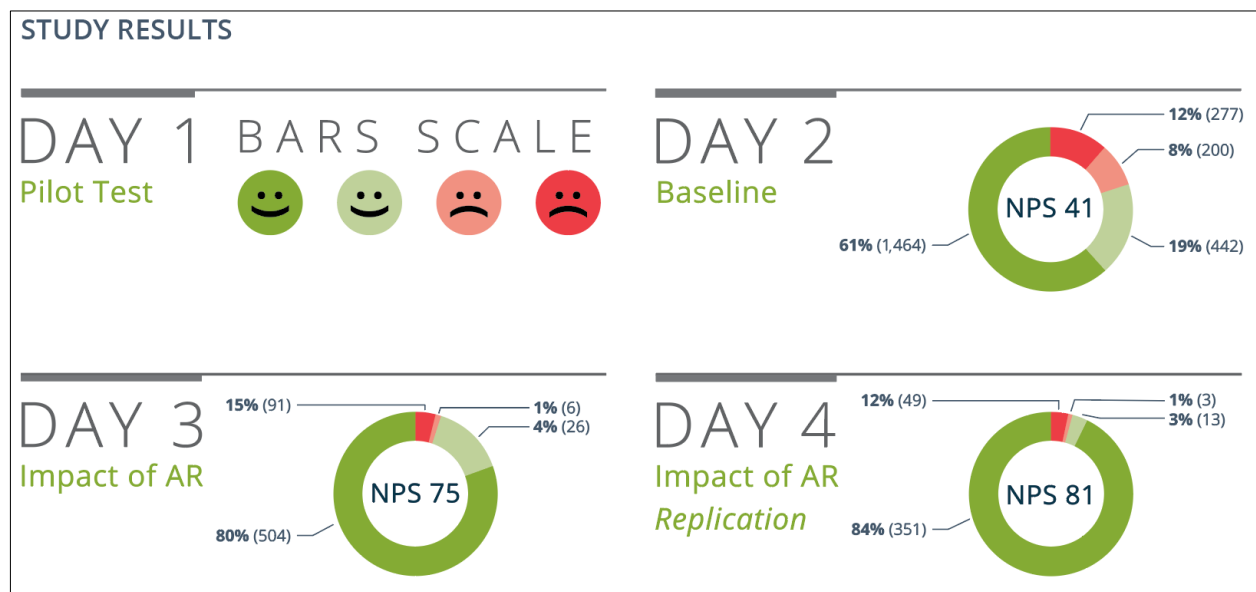 STUDY RESULTS
DAY 1
Pilot Test
BARS SCALE
DAY 2
Baseline
12% (277)
8% (200)
NPS 41
61% (1,464)
19% (442)
DAY 3
Impact of AR
15% (91)
1% (6)
4% (26)
NPS 75
80% (504)
DAY 4
Impact of AR
Replication
12% (49)
1% (3)
3% (13)
NPS 81
84% (351)